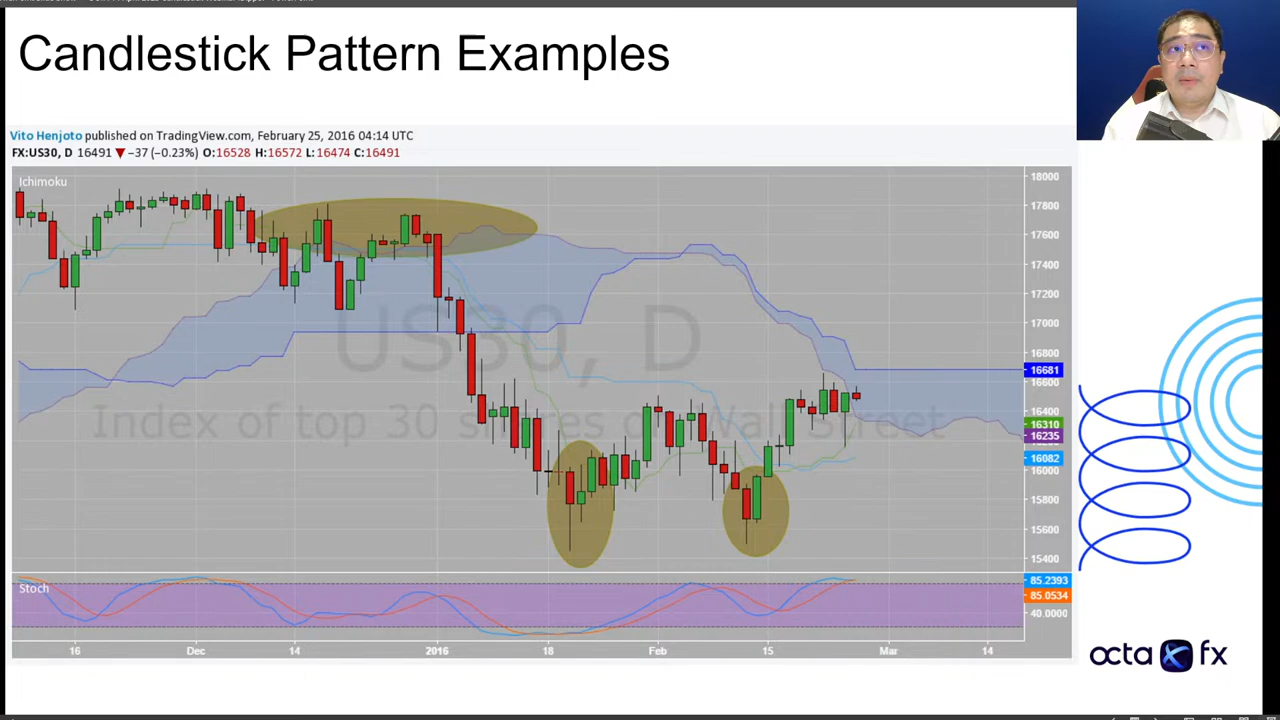 Candlestick Pattern Examples
Vito Henjoto published on TradingView.com, February 25, 2016 04:14 UTC
FX:US30, D 16491 ▼ −37 (−0.23%) O:16528 H:16572 L:16474 C:16491
Ichimoku
US30, D
Index of top 30 shares of Wall Street
18000
17800
17600
17400
17200
17000
16800
16681
16600
16400
16310
16235
16082
16000
15800
15600
15400
Stoch
85.2393
85.0534
40.0000
16 Dec 14 2016 18 Feb 15 Mar 14
octa fx